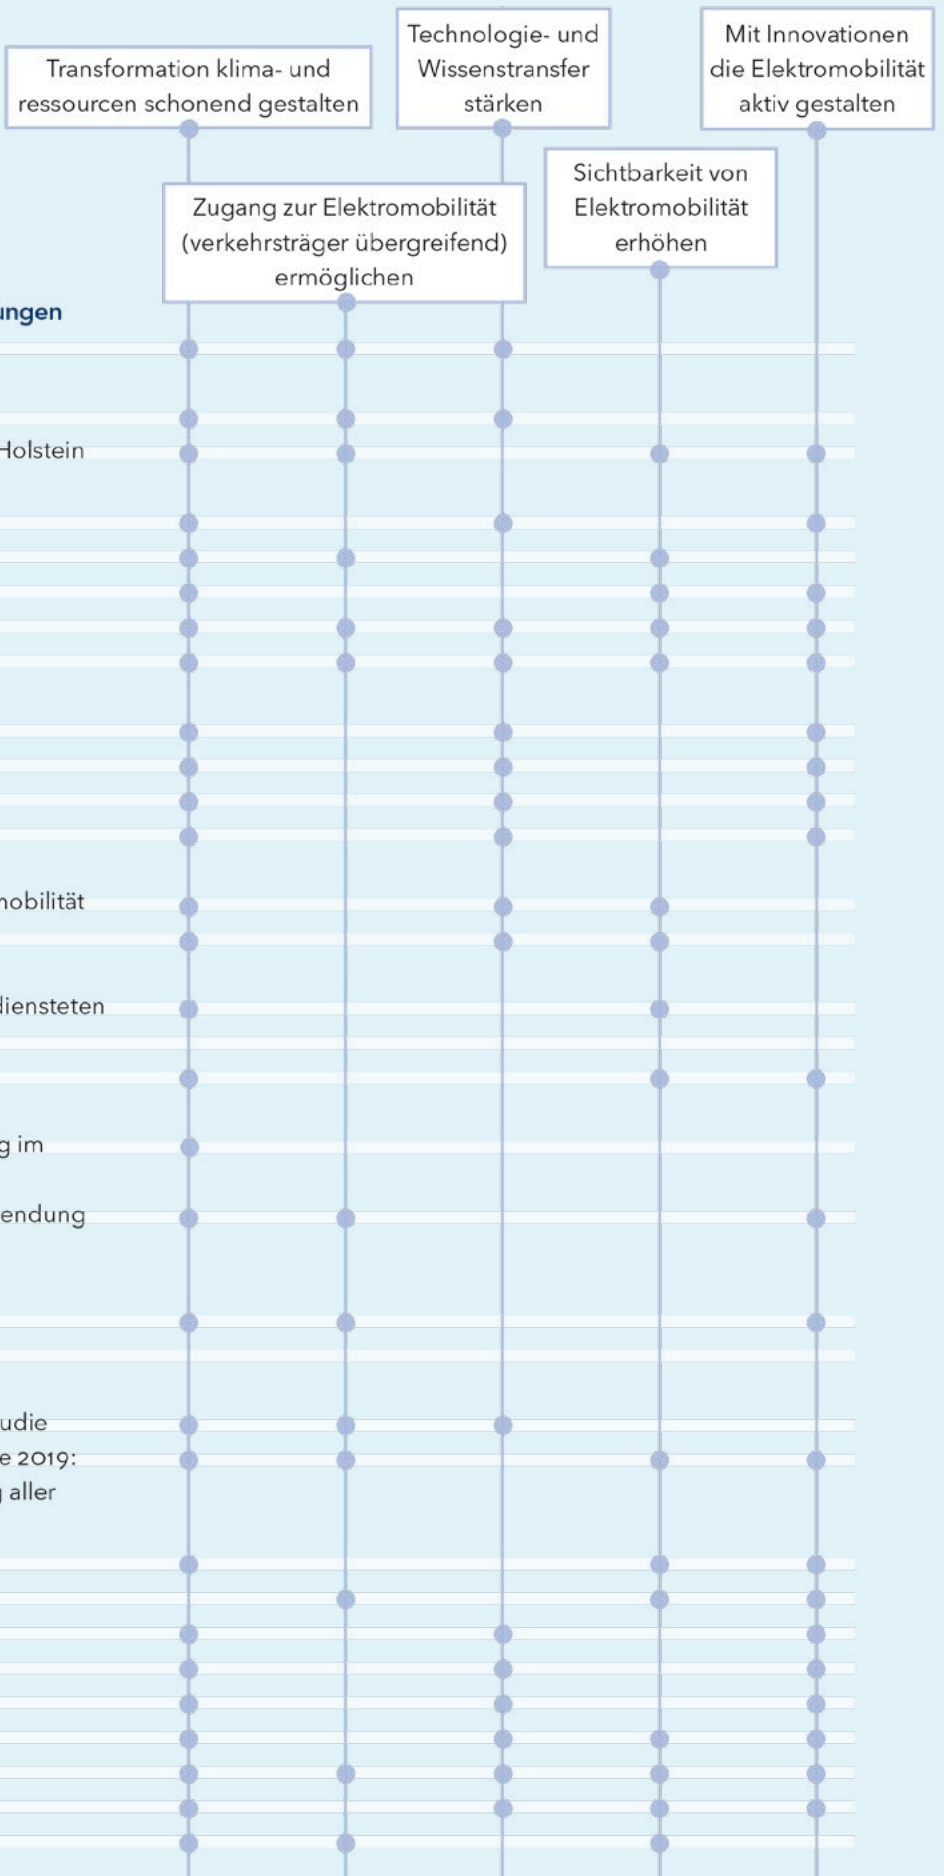 Transformation klima- und
ressourcen schonend gestalten
Technologie- und
Wissenstransfer
stärken
Mit Innovationen
die Elektromobilität
aktiv gestalten
Zugang zur Elektromobilität
(verkehrsträger übergreifend)
ermöglichen
Sichtbarkeit von
Elektromobilität
erhöhen
ungen
Holstein
mobilität
diensteten
g im
endung
udie
e 2019:
g aller